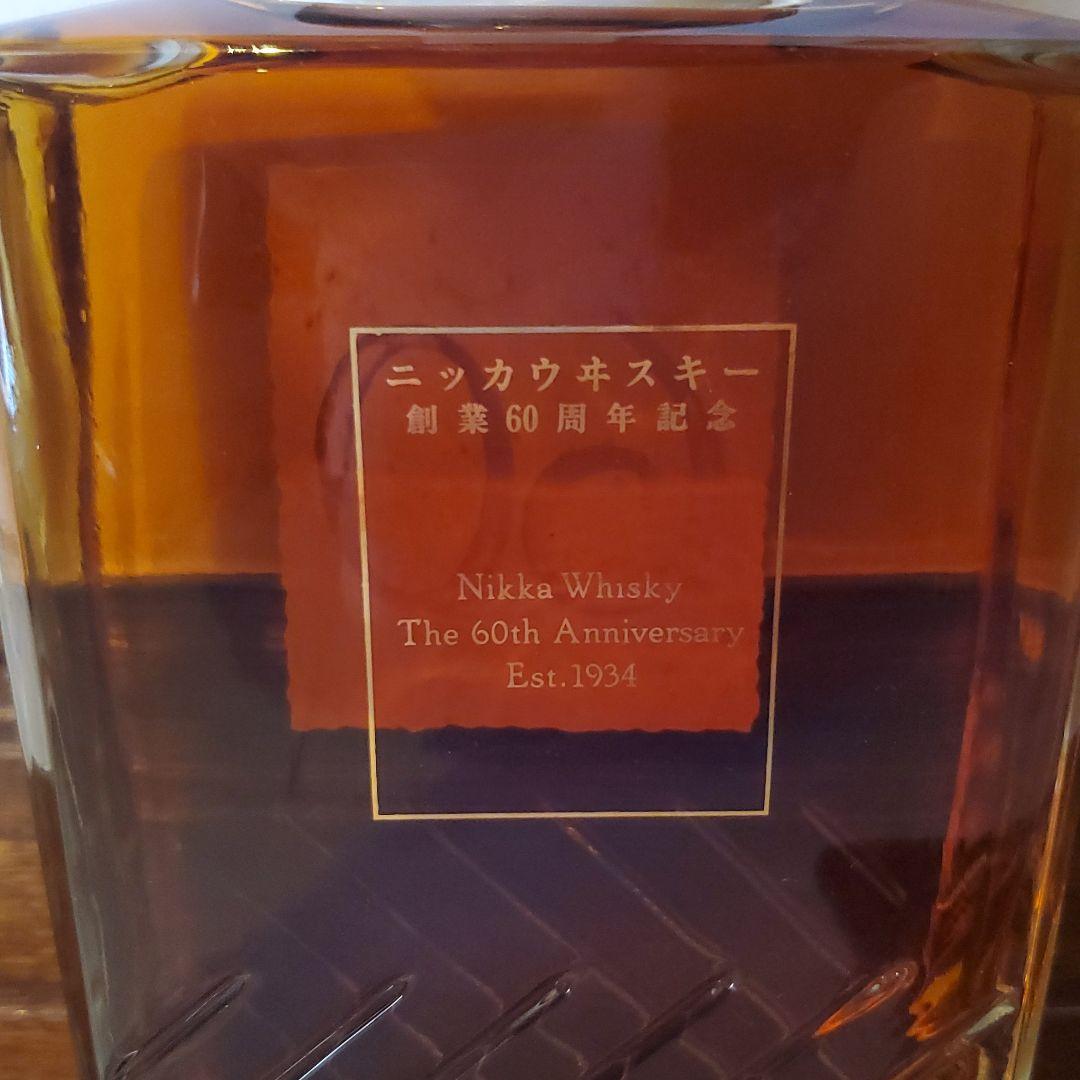 ニッカウヰスキー
創業60周年記念
Nikka Whisky
The 60th Anniversary
Est.1934